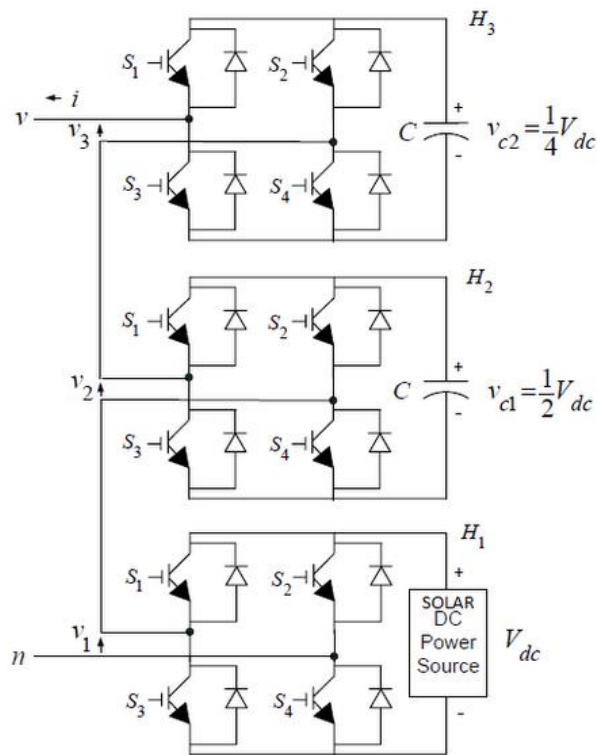 H3
S1 S2
i
v
v3
+
C vc2 = 1/4 Vdc
-
S3 S4
H2
S1 S2
v2
+
C vc1 = 1/2 Vdc
-
S3 S4
H1
S1 S2
+
SOLAR
DC
Power
Source
Vdc
v1
n
S3 S4
-